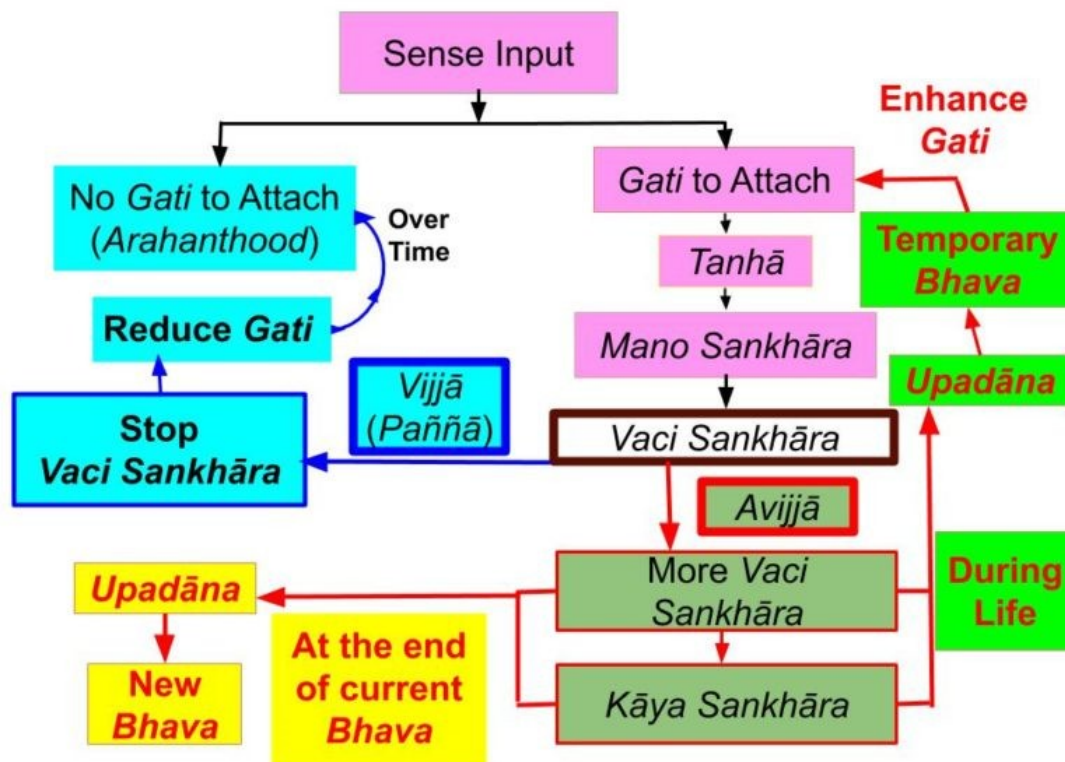 Sense Input
Enhance
Gati
No Gati to Attach
(Arahanthood)
Over
Time
Gati to Attach
Temporary
Bhava
Tanhā
Reduce Gati
Mano Sankhāra
Upadāna
Vijjā
(Paññā)
Stop
Vaci Sankhāra
Vaci Sankhāra
Avijjā
More Vaci
Sankhāra
During
Life
Upadāna
At the end
of current
Bhava
New
Bhava
Kāya Sankhāra